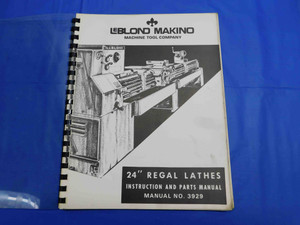 LEBLOND MAKINO
MACHINE TOOL COMPANY
24" REGAL LATHES
INSTRUCTION AND PARTS MANUAL
MANUAL NO. 3929